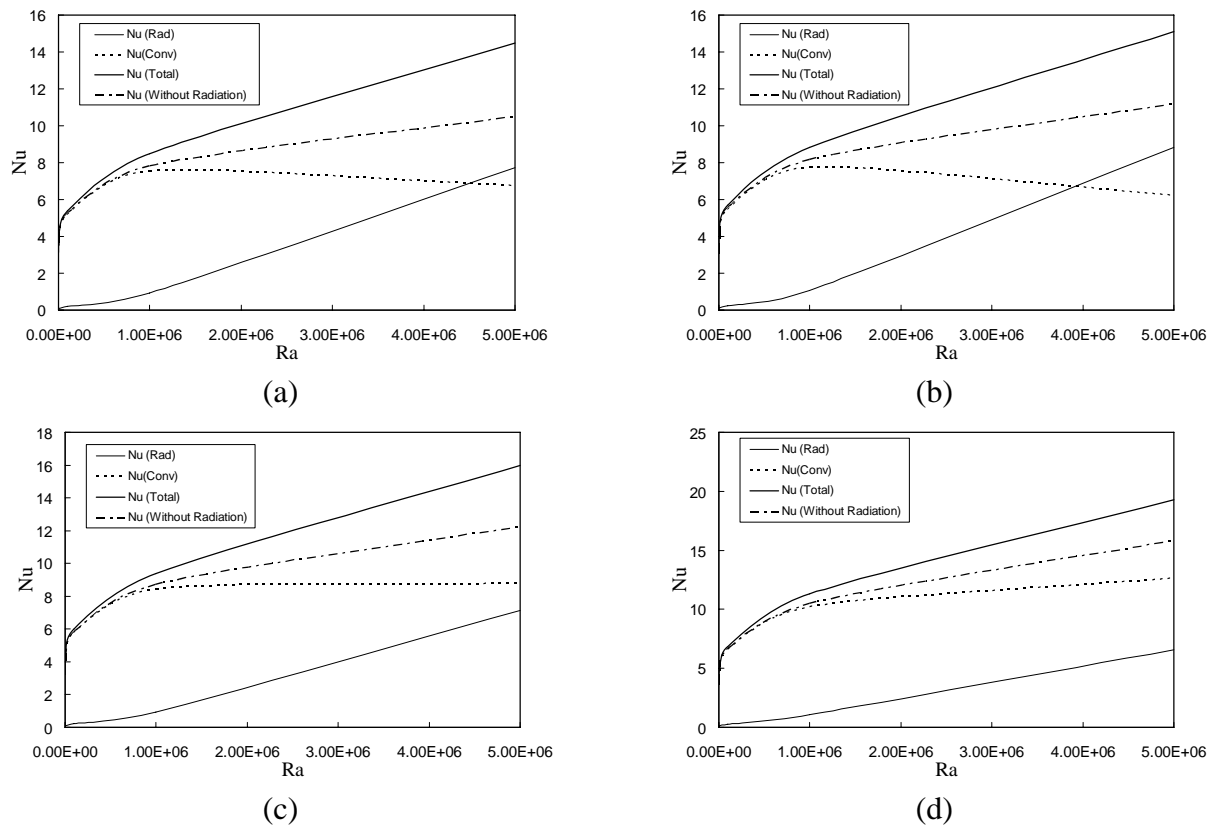 16
14
12
10
8
6
4
2
0
Nu
Nu (Rad)
Nu(Conv)
Nu (Total)
Nu (Without Radiation)
0.00E+00 1.00E+06 2.00E+06 3.00E+06 4.00E+06 5.00E+06
Ra
(a)
16
14
12
10
8
6
4
2
0
Nu
Nu (Rad)
Nu(Conv)
Nu (Total)
Nu (Without Radiation)
0.00E+00 1.00E+06 2.00E+06 3.00E+06 4.00E+06 5.00E+06
Ra
(b)
18
16
14
12
10
8
6
4
2
0
Nu
Nu (Rad)
Nu(Conv)
Nu (Total)
Nu (Without Radiation)
0.00E+00 1.00E+06 2.00E+06 3.00E+06 4.00E+06 5.00E+06
Ra
(c)
25
20
15
10
5
0
Nu
Nu (Rad)
Nu(Conv)
Nu (Total)
Nu (Without Radiation)
0.00E+00 1.00E+06 2.00E+06 3.00E+06 4.00E+06 5.00E+06
Ra
(d)